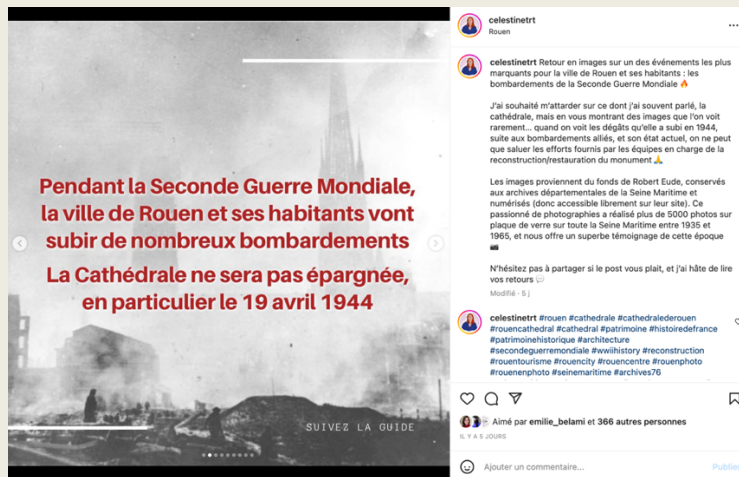 Pendant la Seconde Guerre Mondiale,
la ville de Rouen et ses habitants vont
subir de nombreux bombardements
La Cathédrale ne sera pas épargnée,
en particulier le 19 avril 1944
SUIVEZ LA GUIDE
celestinetrt
Rouen
celestinetrt Retour en images sur un des événements les plus
marquants pour la ville de Rouen et ses habitants : les
bombardements de la Seconde Guerre Mondiale 🔥
J'ai souhaité m'attarder sur ce dont j'ai souvent parlé, la
cathédrale, mais en vous montrant des images que l'on voit
rarement... quand on voit les dégâts qu'elle a subi en 1944,
suite aux bombardements alliés, et son état actuel, on ne peut
que saluer les efforts fournis par les équipes en charge de la
reconstruction/restauration du monument 🙏
Les images proviennent du fonds de Robert Eude, conservés
aux archives départementales de la Seine Maritime et
numérisés (donc accessible librement sur leur site). Ce
passionné de photographies a réalisé plus de 5000 photos sur
plaque de verre sur toute la Seine Maritime entre 1935 et
1965, et nous offre un superbe témoignage de cette époque
📷
N'hésitez pas à partager si le post vous plait, et j'ai hâte de lire
vos retours 💬
Modifié · 5 j
celestinetrt #rouen #cathedrale #cathedralederouen
#rouencathedral #cathedral #patrimoine #histoiredefrance
#patrimoinehistorique #architecture
#secondeguerremondiale #wwiihistory #reconstruction
#rouentourisme #rouencity #rouencentre #rouenphoto
#rouenenphoto #seinemaritime #archives76
Aimé par emilie_belami et 366 autres personnes
IL Y A 5 JOURS
Ajouter un commentaire...
Publier